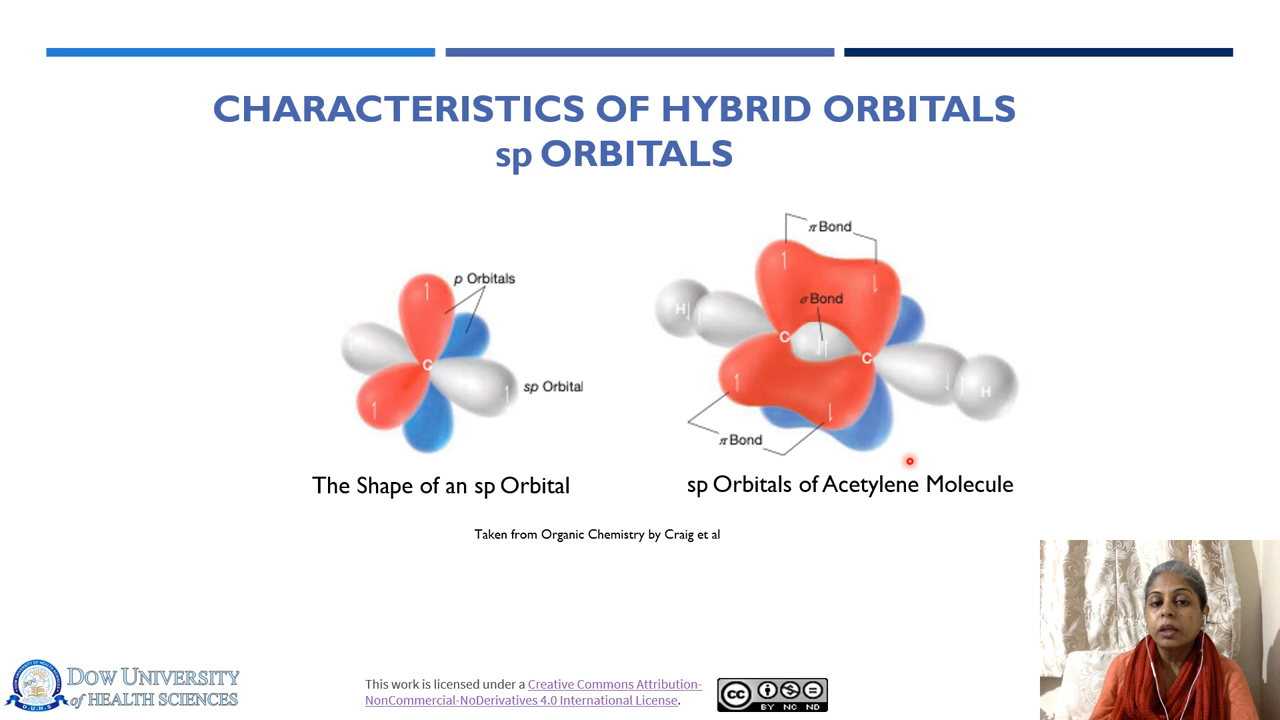 CHARACTERISTICS OF HYBRID ORBITALS
sp ORBITALS
p Orbitals
C
sp Orbital
π Bond
σ Bond
H
C
C
H
π Bond
The Shape of an sp Orbital
sp Orbitals of Acetylene Molecule
Taken from Organic Chemistry by Craig et al
DOW UNIVERSITY
of HEALTH SCIENCES
D.U.H.S
This work is licensed under a Creative Commons Attribution-
NonCommercial-NoDerivatives 4.0 International License.
cc
BY NC ND